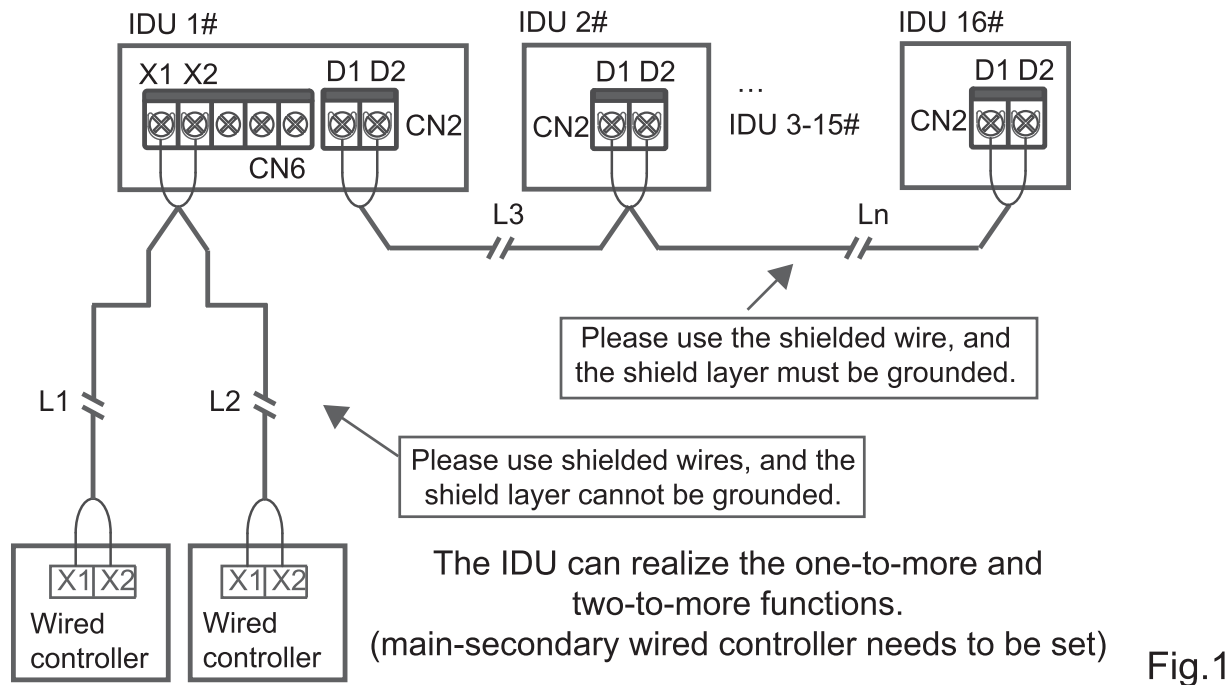 IDU 1#
IDU 2#
IDU 16#
X1 X2
D1 D2
D1 D2
D1 D2
...
CN2
CN2
IDU 3-15#
CN2
CN6
L3
Ln
Please use the shielded wire, and
the shield layer must be grounded.
L1
L2
Please use shielded wires, and the
shield layer cannot be grounded.
The IDU can realize the one-to-more and
two-to-more functions.
(main-secondary wired controller needs to be set)
X1 X2
X1 X2
Wired
controller
Wired
controller
Fig.1